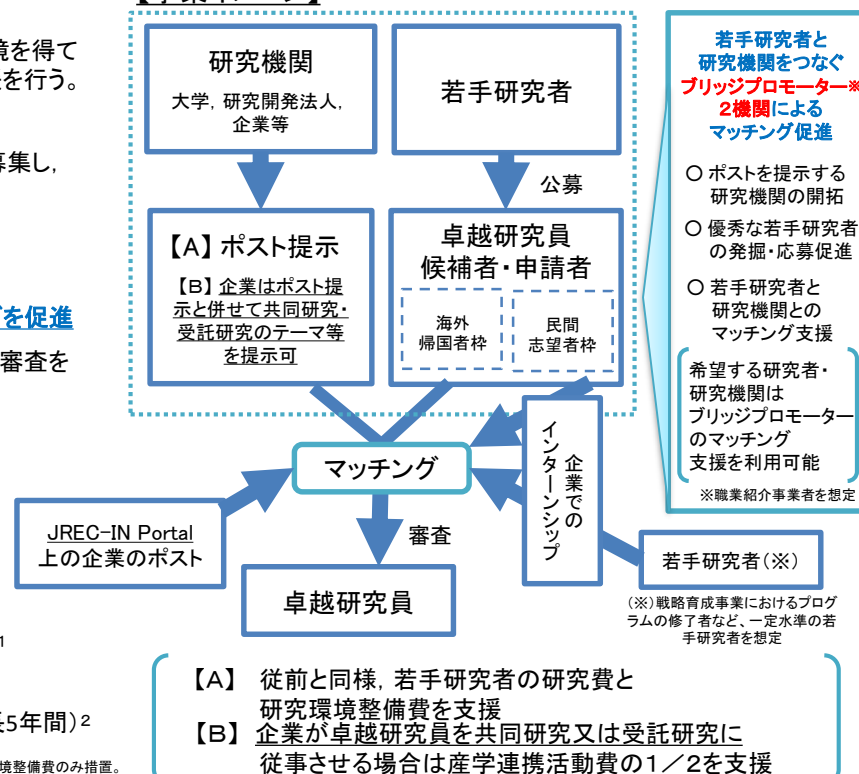 境を得て
を行う。
募集し,
を促進
審査を
1
5年間)2
境整備費のみ措置。
研究機関
大学, 研究開発法人,
企業等
若手研究者
公募
【A】ポスト提示
【B】企業はポスト提
示と併せて共同研究・
受託研究のテーマ等
を提示可
卓越研究員
候補者・申請者
海外
帰国者枠
民間
志望者枠
マッチング
企業での
インターンシップ
JREC-IN Portal
上の企業のポスト
審査
卓越研究員
若手研究者(※)
(※)戦略育成事業におけるプログ
ラムの修了者など、一定水準の若
手研究者を想定
若手研究者と
研究機関をつなぐ
ブリッジプロモーター※
2機関による
マッチング促進
○ ポストを提示する
研究機関の開拓
○ 優秀な若手研究者
の発掘・応募促進
○ 若手研究者と
研究機関との
マッチング支援
希望する研究者・
研究機関は
ブリッジプロモーター
のマッチング
支援を利用可能
※職業紹介事業者を想定
【A】 従前と同様, 若手研究者の研究費と
研究環境整備費を支援
【B】 企業が卓越研究員を共同研究又は受託研究に
従事させる場合は産学連携活動費の1/2を支援